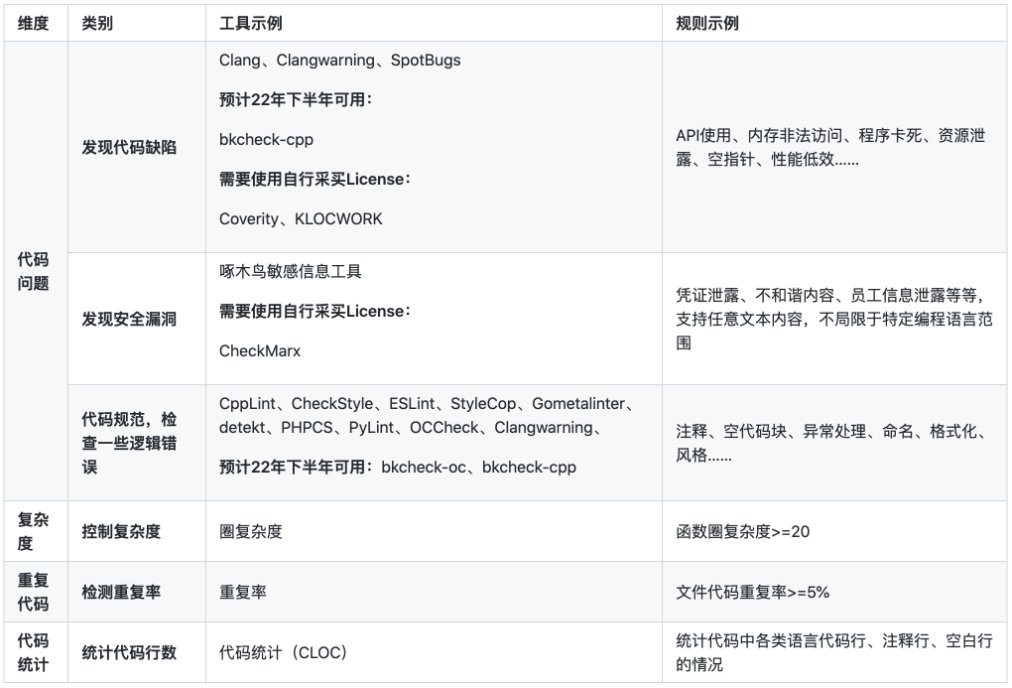 维度
类别
工具示例
规则示例
代码
问题
发现代码缺陷
Clang、Clangwarning、SpotBugs
预计22年下半年可用：
bkcheck-cpp
需要使用自行采买License：
Coverity、KLOCWORK
API使用、内存非法访问、程序卡死、资源泄
露、空指针、性能低效......
发现安全漏洞
啄木鸟敏感信息工具
需要使用自行采买License：
CheckMarx
凭证泄露、不和谐内容、员工信息泄露等等，
支持任意文本内容，不局限于特定编程语言范
围
代码规范，检
查一些逻辑错
误
CppLint、CheckStyle、ESLint、StyleCop、Gometalinter、
detekt、PHPCS、PyLint、OCCheck、Clangwarning、
预计22年下半年可用：bkcheck-oc、bkcheck-cpp
注释、空代码块、异常处理、命名、格式化、
风格......
复杂
度
控制复杂度
圈复杂度
函数圈复杂度>=20
重复
代码
检测重复率
重复率
文件代码重复率>=5%
代码
统计
统计代码行数
代码统计（CLOC）
统计代码中各类语言代码行、注释行、空白行
的情况